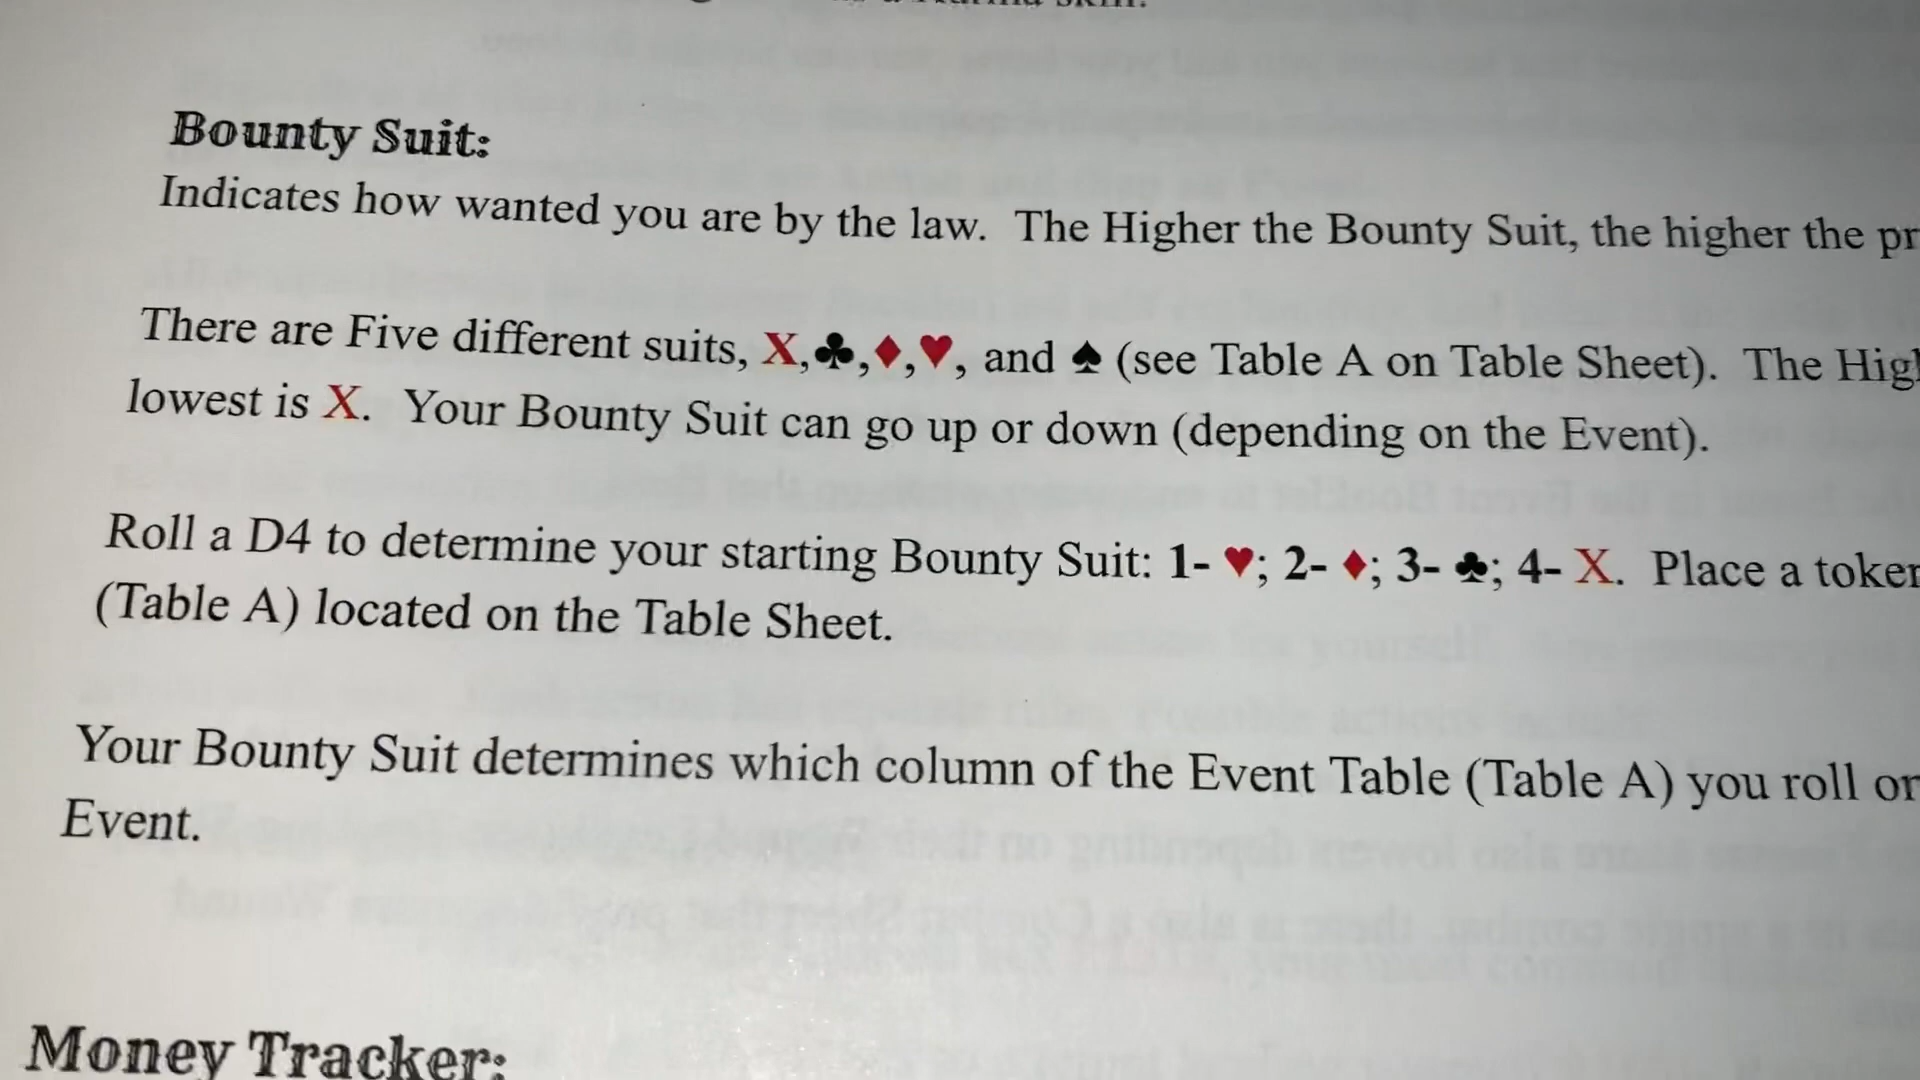 Bounty Suit:
Indicates how wanted you are by the law. The Higher the Bounty Suit, the higher the pr
There are Five different suits, X,♣,♦,♥, and ♠ (see Table A on Table Sheet). The High
lowest is X. Your Bounty Suit can go up or down (depending on the Event).
Roll a D4 to determine your starting Bounty Suit: 1- ♥; 2- ♦; 3- ♣; 4- X. Place a token
(Table A) located on the Table Sheet.
Your Bounty Suit determines which column of the Event Table (Table A) you roll on
Event.
Money Tracker: